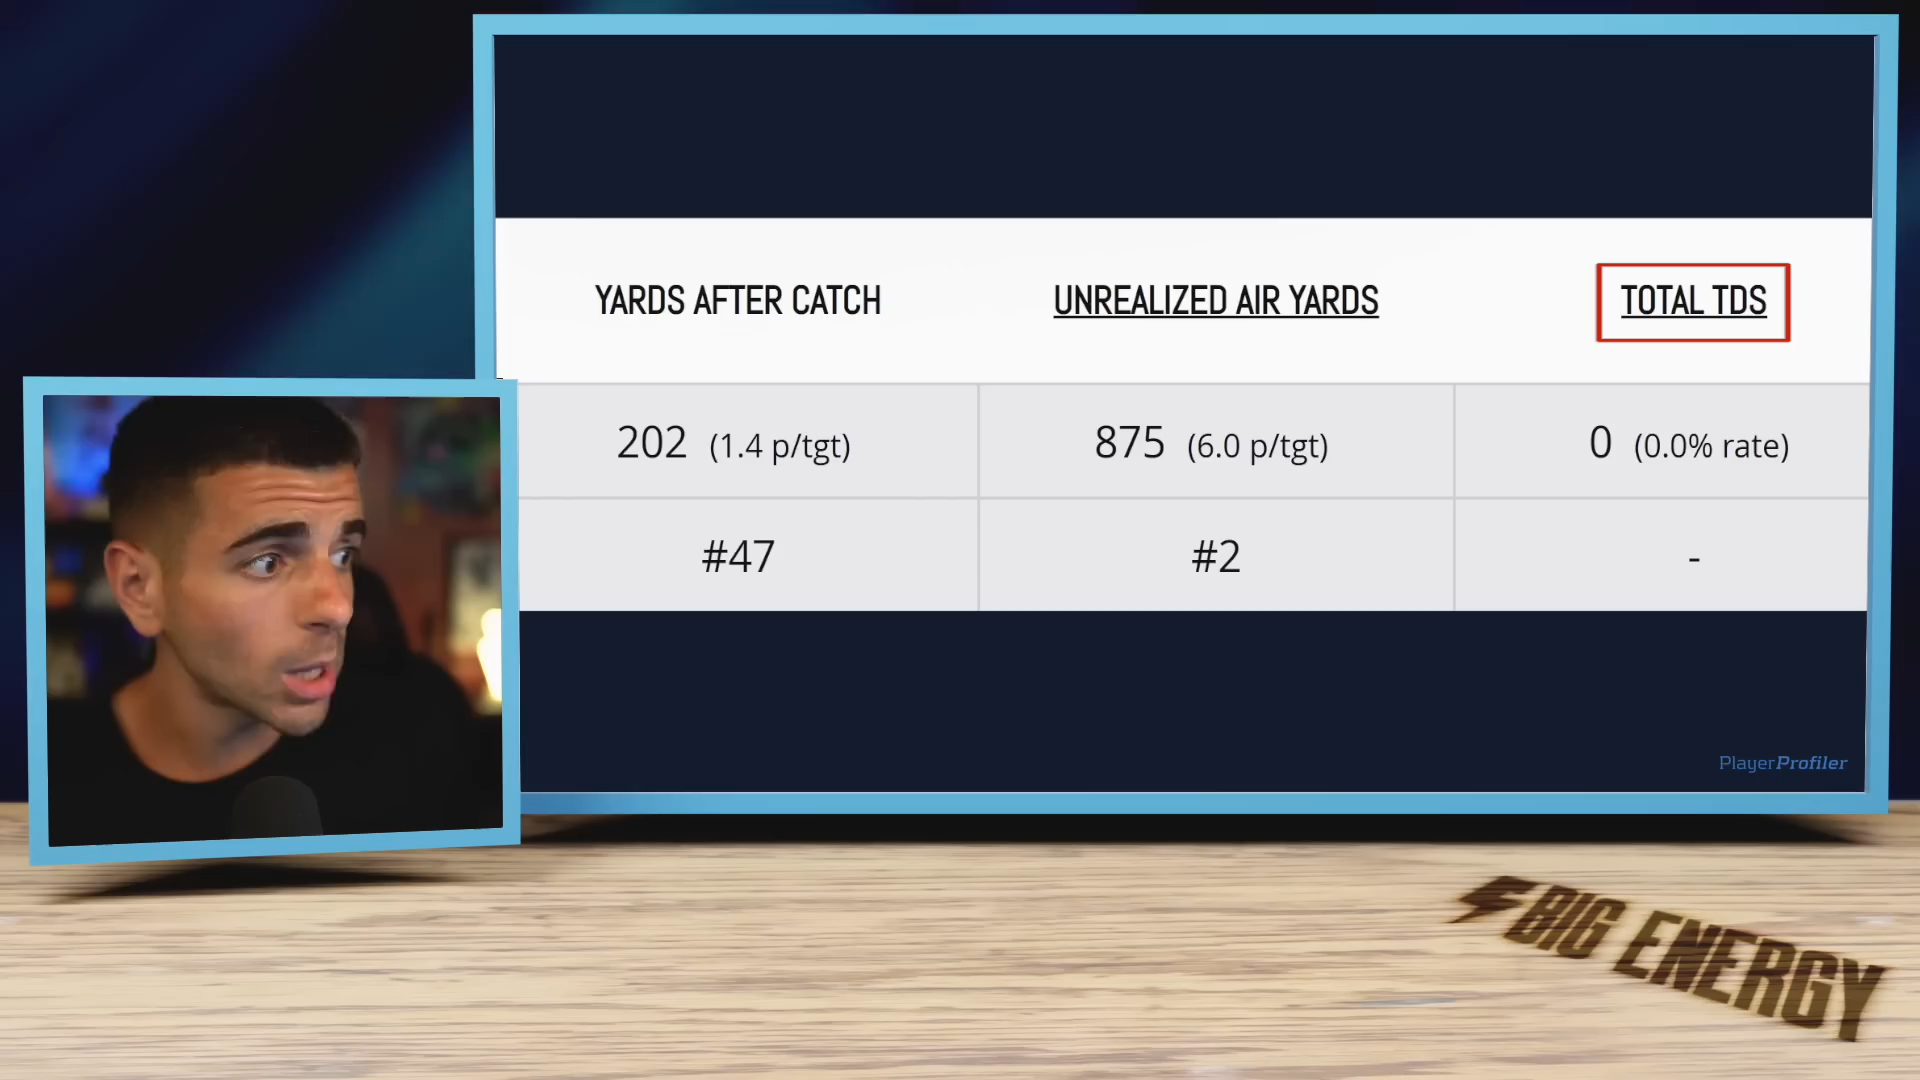 YARDS AFTER CATCH UNREALIZED AIR YARDS TOTAL TDS
202 (1.4 p/tgt) 875 (6.0 p/tgt) 0 (0.0% rate)
#47 #2 -
PlayerProfiler
BIG ENERGY